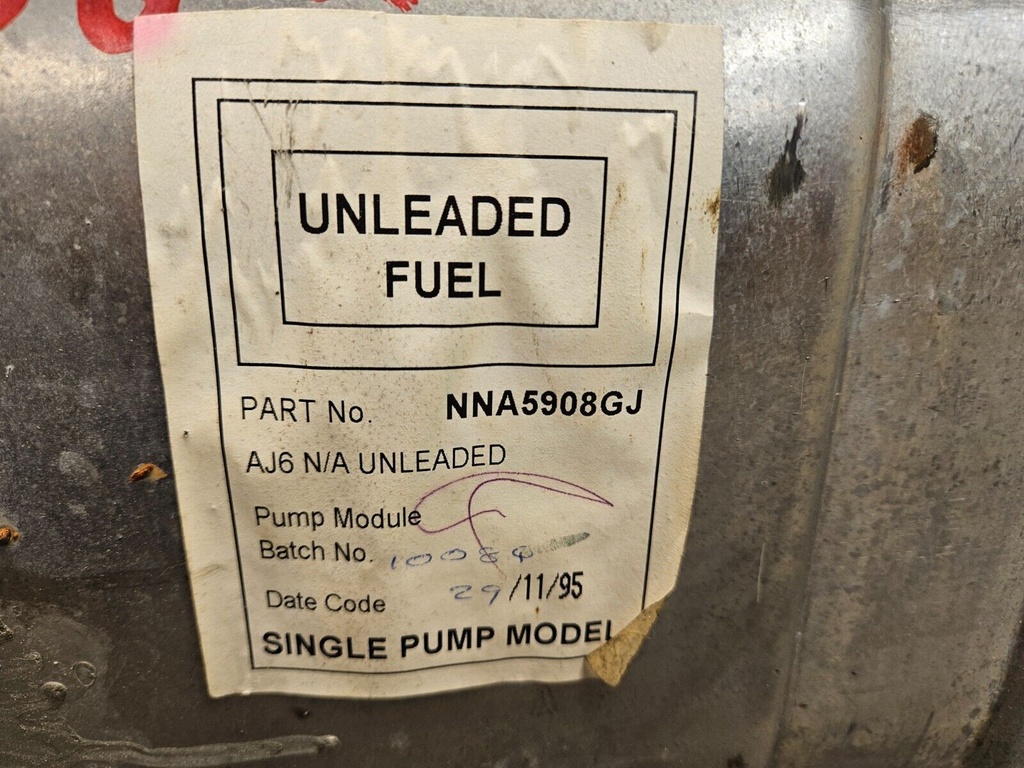 UNLEADED
FUEL
PART No. NNA5908GJ
AJ6 N/A UNLEADED
Pump Module
Batch No. 10084
Date Code 29/11/95
SINGLE PUMP MODEL